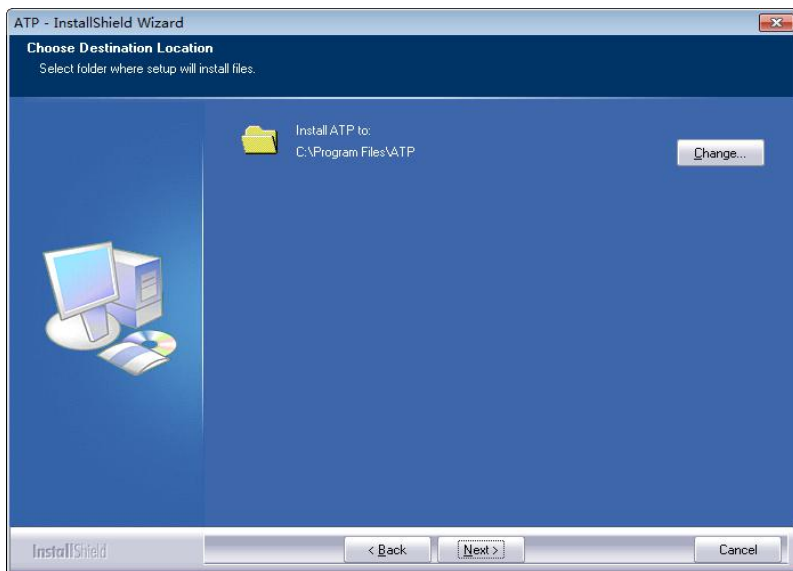 ATP - InstallShield Wizard
Choose Destination Location
Select folder where setup will install files.
Install ATP to:
C:\Program Files\ATP
Change...
InstallShield
< Back
Next >
Cancel